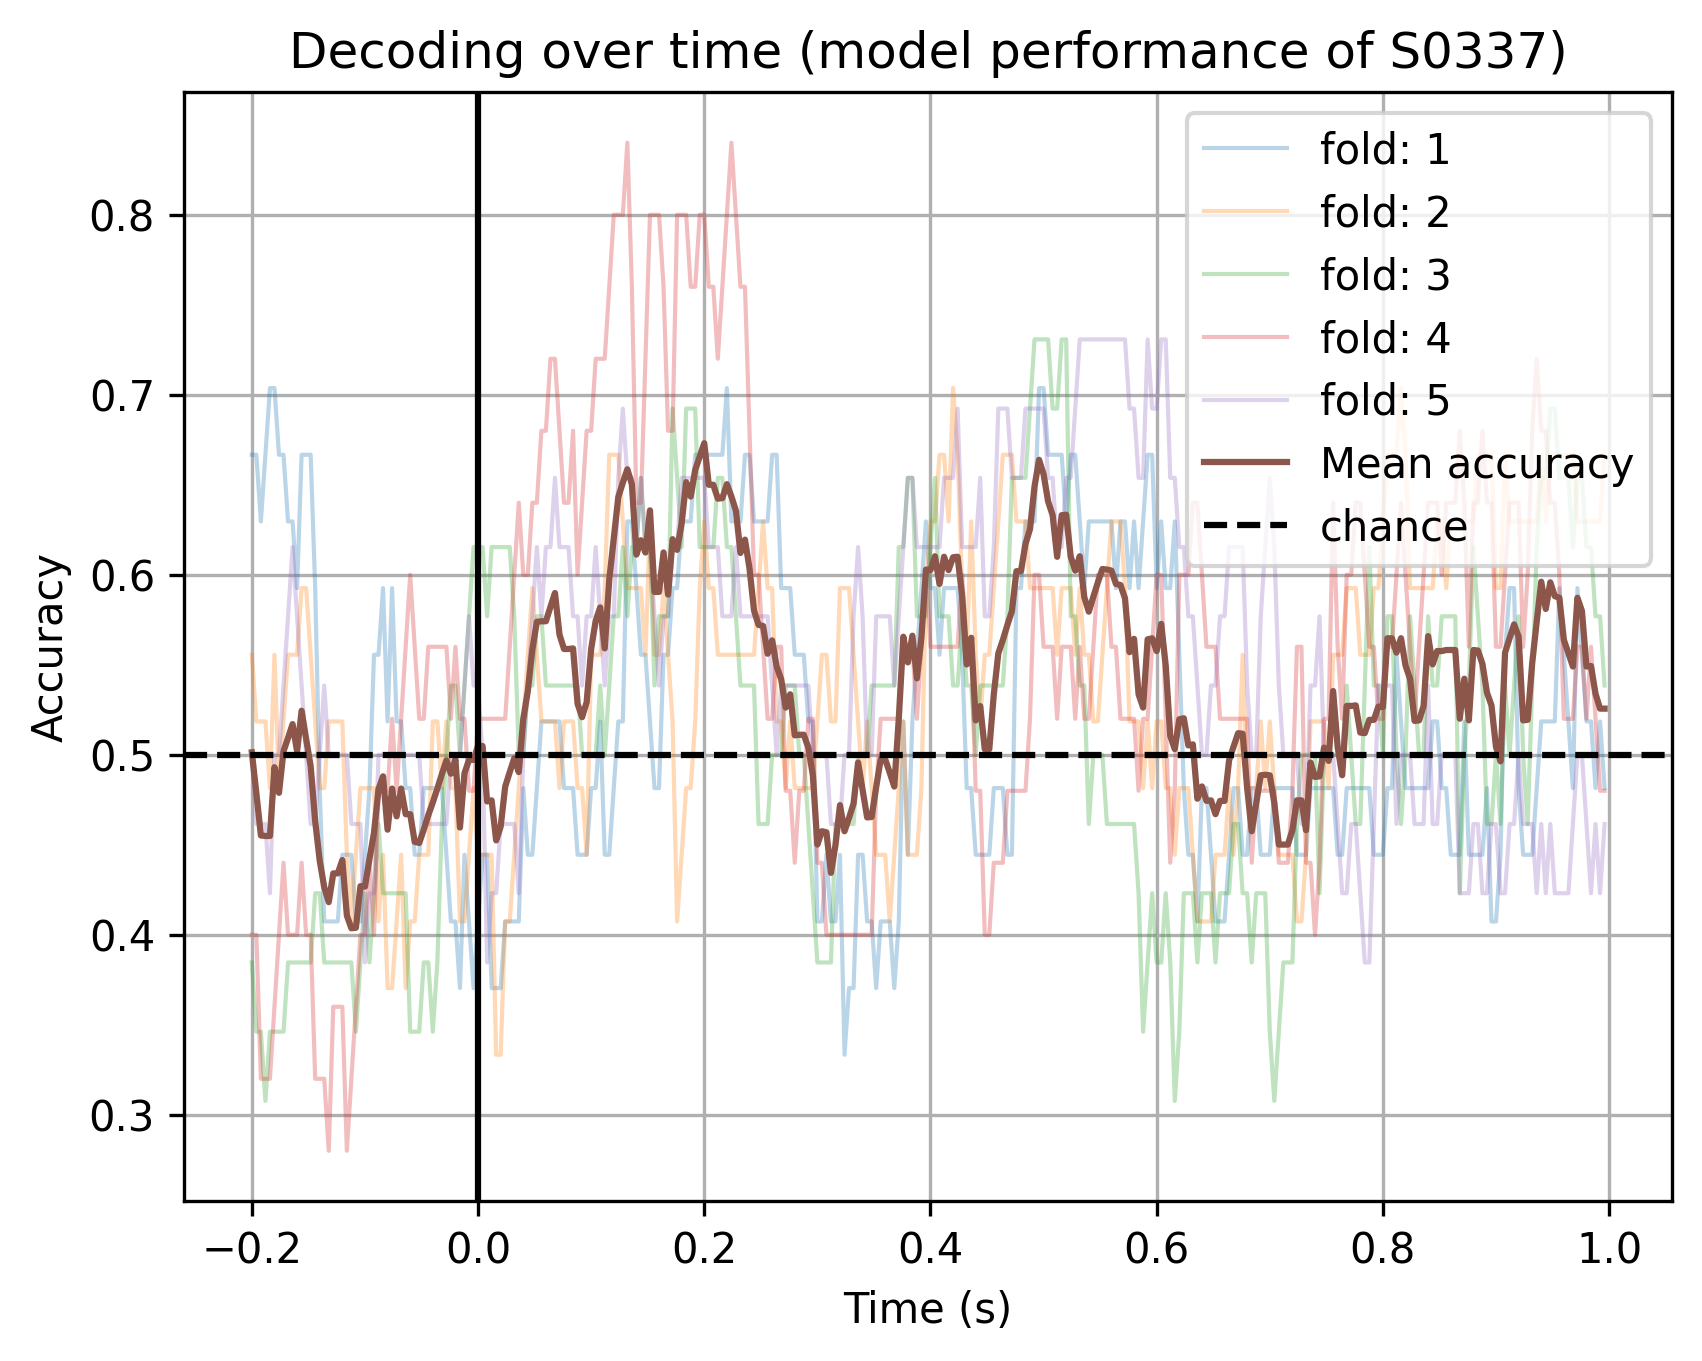 Decoding over time (model performance of S0337)
Accuracy
0.8
0.7
0.6
0.5
0.4
0.3
fold: 1
fold: 2
fold: 3
fold: 4
fold: 5
Mean accuracy
chance
−0.2 0.0 0.2 0.4 0.6 0.8 1.0
Time (s)